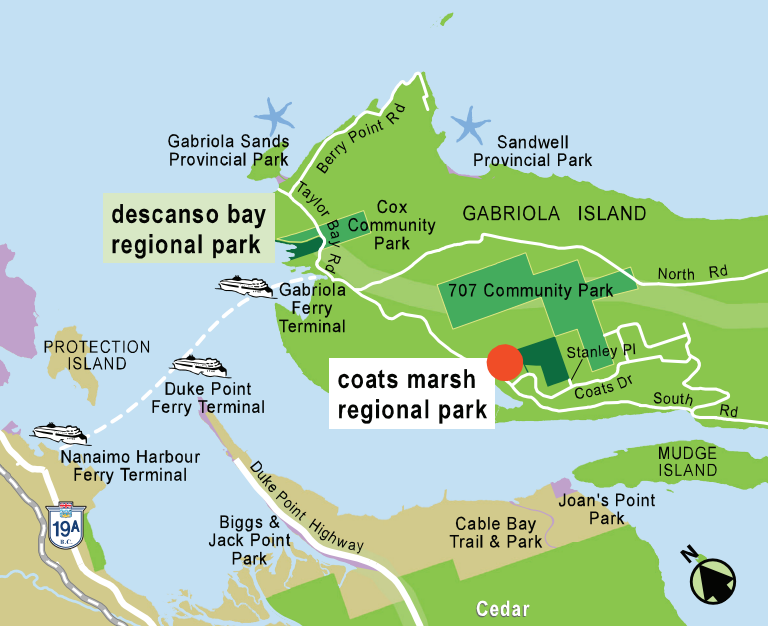 Gabriola Sands
Provincial Park
Berry Point Rd
Sandwell
Provincial Park
Taylor Bay Rd
descanso bay
regional park
Cox
Community
Park
GABRIOLA ISLAND
North Rd
707 Community Park
Gabriola
Ferry
Terminal
PROTECTION
ISLAND
Stanley Pl
Duke Point
Ferry Terminal
coats marsh
regional park
Coats Dr
South Rd
Nanaimo Harbour
Ferry Terminal
MUDGE
ISLAND
Duke Point Highway
Joan's Point
Park
19A
B.C.
Biggs &
Jack Point
Park
Cable Bay
Trail & Park
N
Cedar